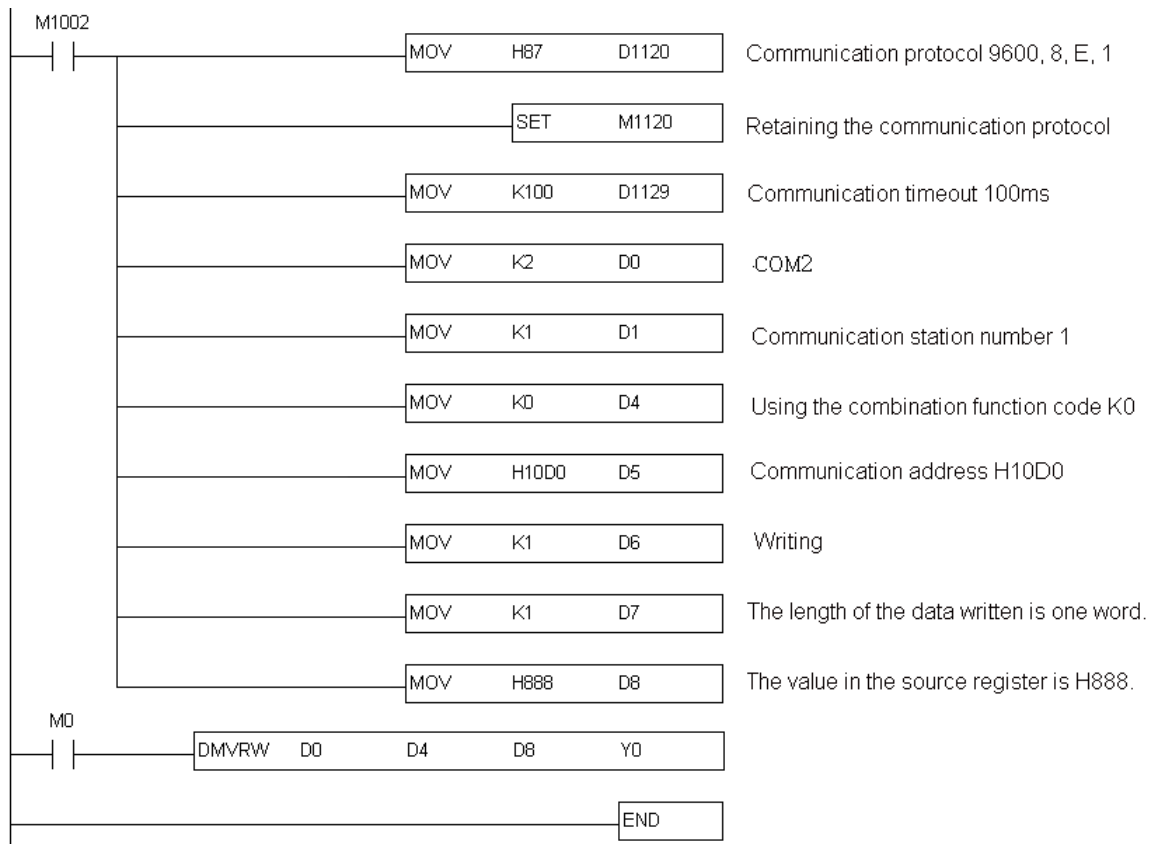 M1002
MOV H87 D1120 Communication protocol 9600, 8, E, 1
SET M1120 Retaining the communication protocol
MOV K100 D1129 Communication timeout 100ms
MOV K2 D0 COM2
MOV K1 D1 Communication station number 1
MOV K0 D4 Using the combination function code K0
MOV H10D0 D5 Communication address H10D0
MOV K1 D6 Writing
MOV K1 D7 The length of the data written is one word.
MOV H888 D8 The value in the source register is H888.
M0
DMVRW D0 D4 D8 Y0
END